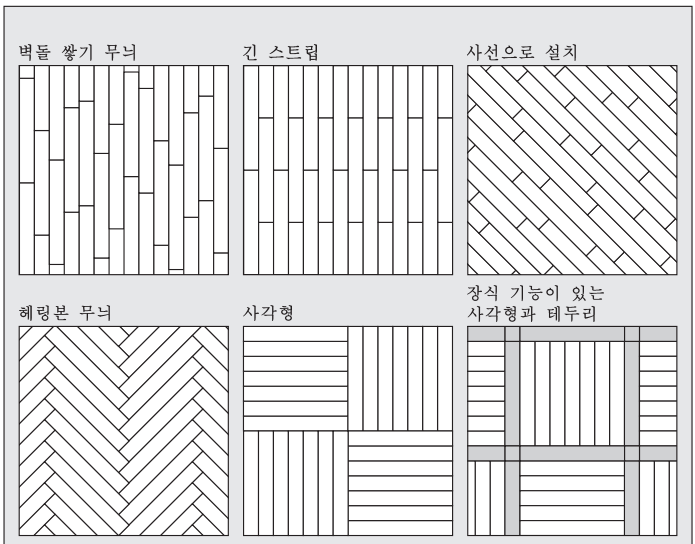 벽돌 쌓기 무늬
긴 스트립
사선으로 설치
헤링본 무늬
사각형
장식 기능이 있는
사각형과 테두리